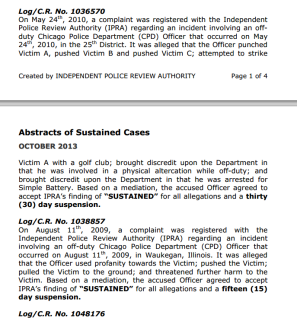 Log/C.R. No. 1036570
On May 24th, 2010, a complaint was registered with the Independent
Police Review Authority (IPRA) regarding an incident involving an off-
duty Chicago Police Department (CPD) Officer that occurred on May
24th, 2010, in the 25th District. It was alleged that the Officer punched
Victim A, pushed Victim B and pushed Victim C; attempted to strike
Created by INDEPENDENT POLICE REVIEW AUTHORITY Page 1 of 4
Abstracts of Sustained Cases
OCTOBER 2013
Victim A with a golf club; brought discredit upon the Department in
that he was involved in a physical altercation while off-duty; and
brought discredit upon the Department in that he was arrested for
Simple Battery. Based on a mediation, the accused Officer agreed to
accept IPRA's finding of "SUSTAINED" for all allegations and a thirty
(30) day suspension.
Log/C.R. No. 1038857
On August 11th, 2009, a complaint was registered with the
Independent Police Review Authority (IPRA) regarding an incident
involving an off-duty Chicago Police Department (CPD) Officer that
occurred on August 11th, 2009, in Waukegan, Illinois. It was alleged
that the Officer used profanity towards the Victim; pushed the Victim;
pulled the Victim to the ground; and threatened further harm to the
Victim. Based on mediation, the accused Officer agreed to accept
IPRA's finding of "SUSTAINED" for all allegations and a fifteen (15)
day suspension.
Log/C.R. No. 1048176